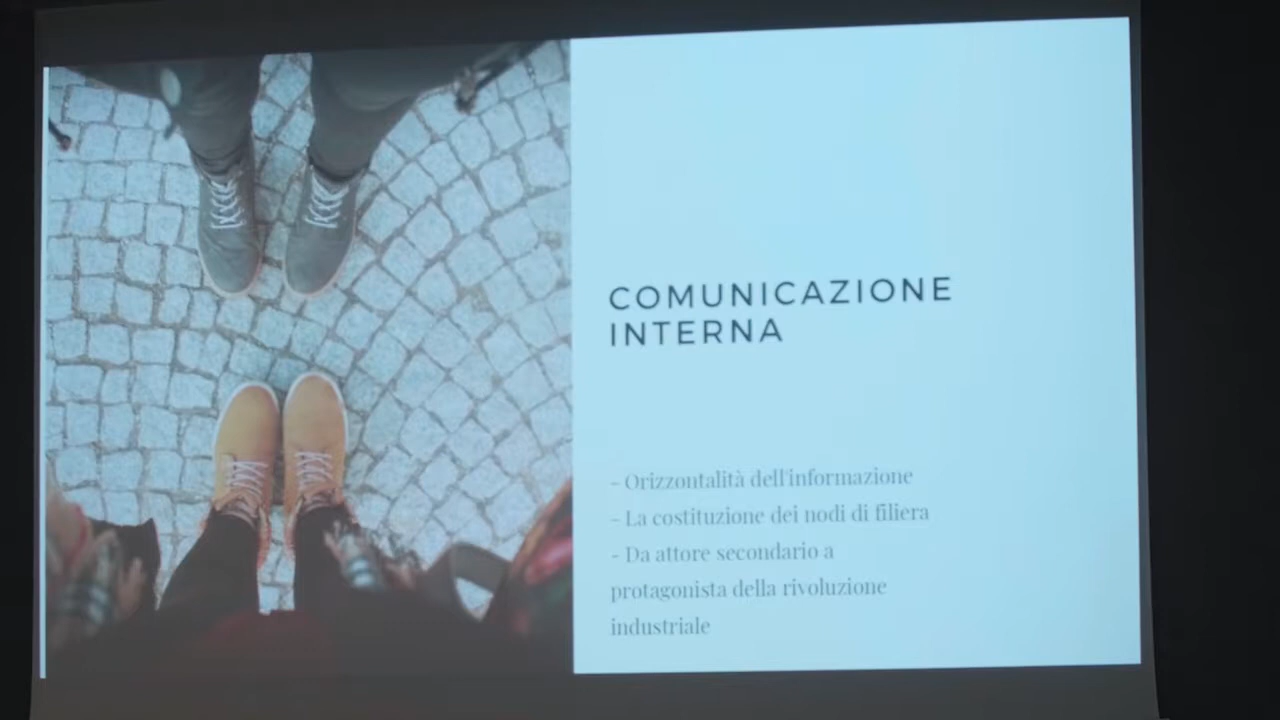 COMUNICAZIONE
INTERNA
- Orizzontalità dell'informazione
- La costituzione dei nodi di filiera
- Da attore secondario a
protagonista della rivoluzione
industriale